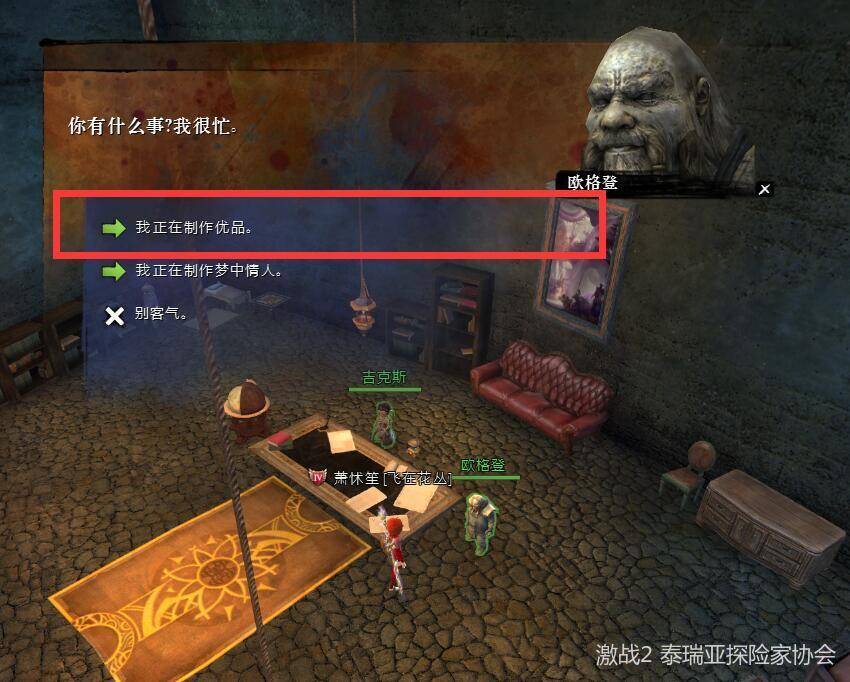 你有什么事?我很忙。
欧格登
我正在制作优品。
我正在制作梦中情人。
别客气。
吉克斯
欧格登
IV 萧怵笙[飞在花丛]
激战2 泰瑞亚探险家协会